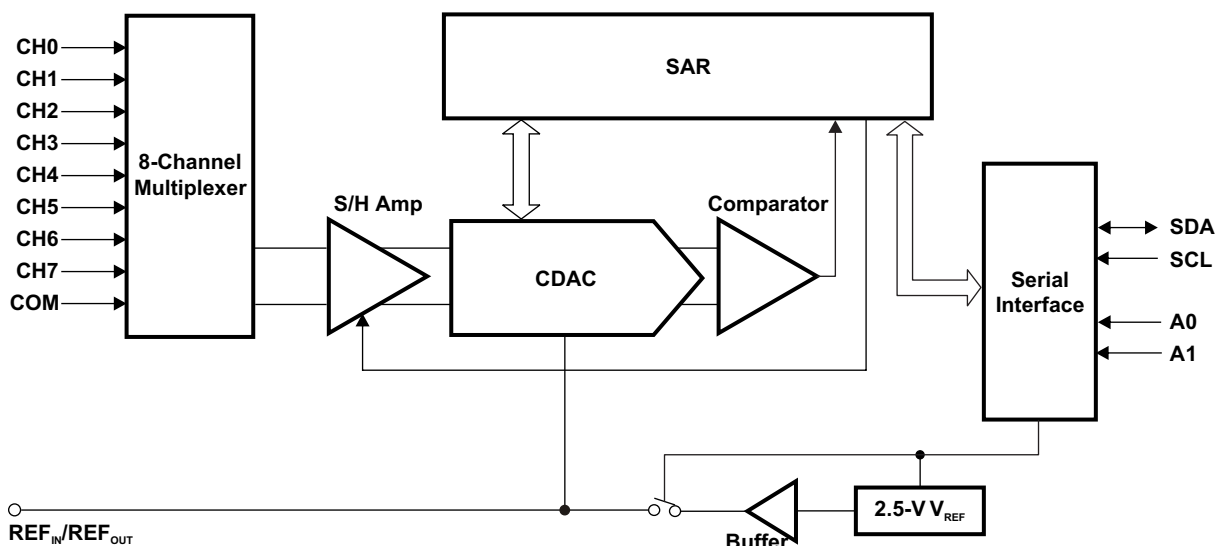 CH0
CH1
CH2
CH3
CH4
CH5
CH6
CH7
COM
8-Channel
Multiplexer
SAR
S/H Amp
CDAC
Comparator
Serial
Interface
SDA
SCL
A0
A1
REFIN/REFOUT
Buffer
2.5-V VREF